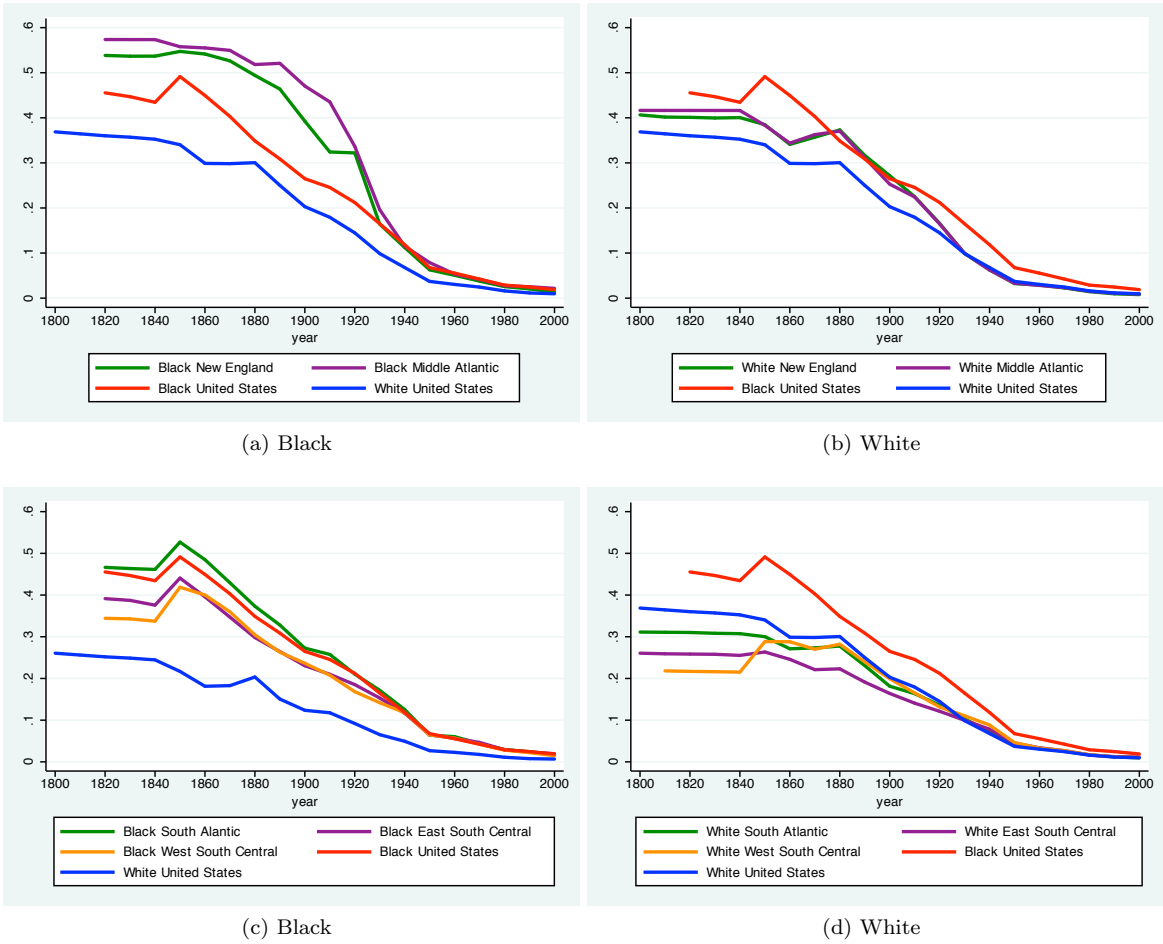 .6
.5
.4
.3
.2
.1
0
1800 1820 1840 1860 1880 1900 1920 1940 1960 1980 2000
year
Black New England Black Middle Atlantic
Black United States White United States
(a) Black
.6
.5
.4
.3
.2
.1
0
1800 1820 1840 1860 1880 1900 1920 1940 1960 1980 2000
year
White New England White Middle Atlantic
Black United States White United States
(b) White
.6
.5
.4
.3
.2
.1
0
1800 1820 1840 1860 1880 1900 1920 1940 1960 1980 2000
year
Black South Alantic Black East South Central
Black West South Central Black United States
White United States
(c) Black
.6
.5
.4
.3
.2
.1
0
1800 1820 1840 1860 1880 1900 1920 1940 1960 1980 2000
year
White South Atlantic White East South Central
White West South Central Black United States
White United States
(d) White